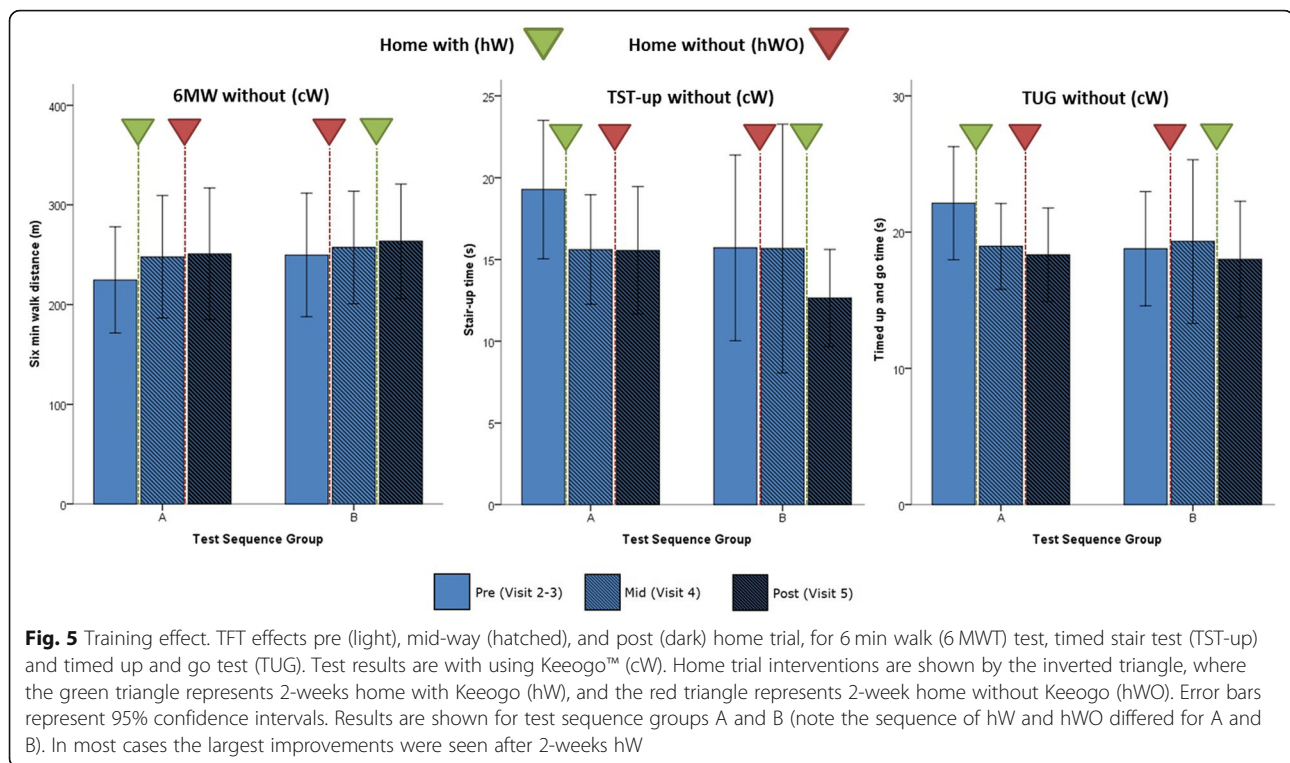 Home with (hW)
Home without (hWO)
6MW without (cW)
400
300
200
100
0
Six min walk distance (m)
A
B
Test Sequence Group
TST-up without (cW)
25
20
15
10
5
0
Stair-up time (s)
A
B
Test Sequence Group
TUG without (cW)
30
20
10
0
Timed up and go time (s)
A
B
Test Sequence Group
Pre (Visit 2-3)
Mid (Visit 4)
Post (Visit 5)
Fig. 5 Training effect. TFT effects pre (light), mid-way (hatched), and post (dark) home trial, for 6 min walk (6 MWT) test, timed stair test (TST-up)
and timed up and go test (TUG). Test results are with using Keeogo™ (cW). Home trial interventions are shown by the inverted triangle, where
the green triangle represents 2-weeks home with Keeogo (hW), and the red triangle represents 2-week home without Keeogo (hWO). Error bars
represent 95% confidence intervals. Results are shown for test sequence groups A and B (note the sequence of hW and hWO differed for A and
B). In most cases the largest improvements were seen after 2-weeks hW